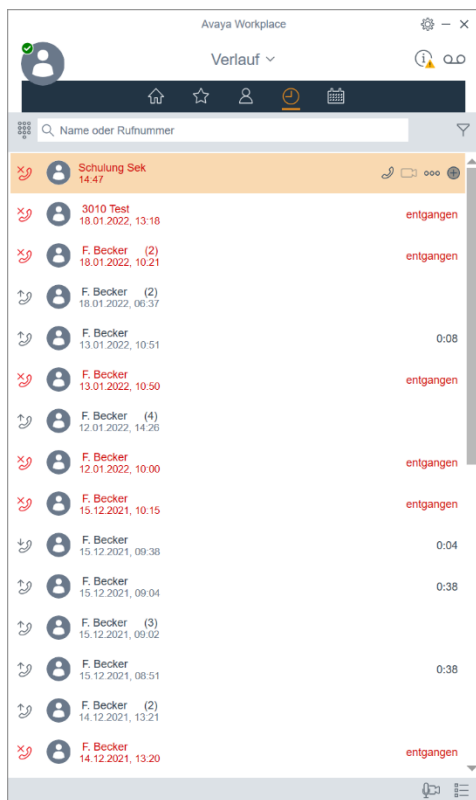 Avaya Workplace
Verlauf
Name oder Rufnummer
Schulung Sek
14:47
3010 Test
18.01.2022, 13:18
entgangen
F. Becker (2)
18.01.2022, 10:21
entgangen
F. Becker (2)
18.01.2022, 06:37
F. Becker
13.01.2022, 10:51
0:08
F. Becker
13.01.2022, 10:50
entgangen
F. Becker (4)
12.01.2022, 14:26
F. Becker
12.01.2022, 10:00
entgangen
F. Becker
15.12.2021, 10:15
entgangen
F. Becker
15.12.2021, 09:38
0:04
F. Becker
15.12.2021, 09:04
0:38
F. Becker (3)
15.12.2021, 09:02
F. Becker
15.12.2021, 08:51
0:38
F. Becker (2)
14.12.2021, 13:21
F. Becker
14.12.2021, 13:20
entgangen